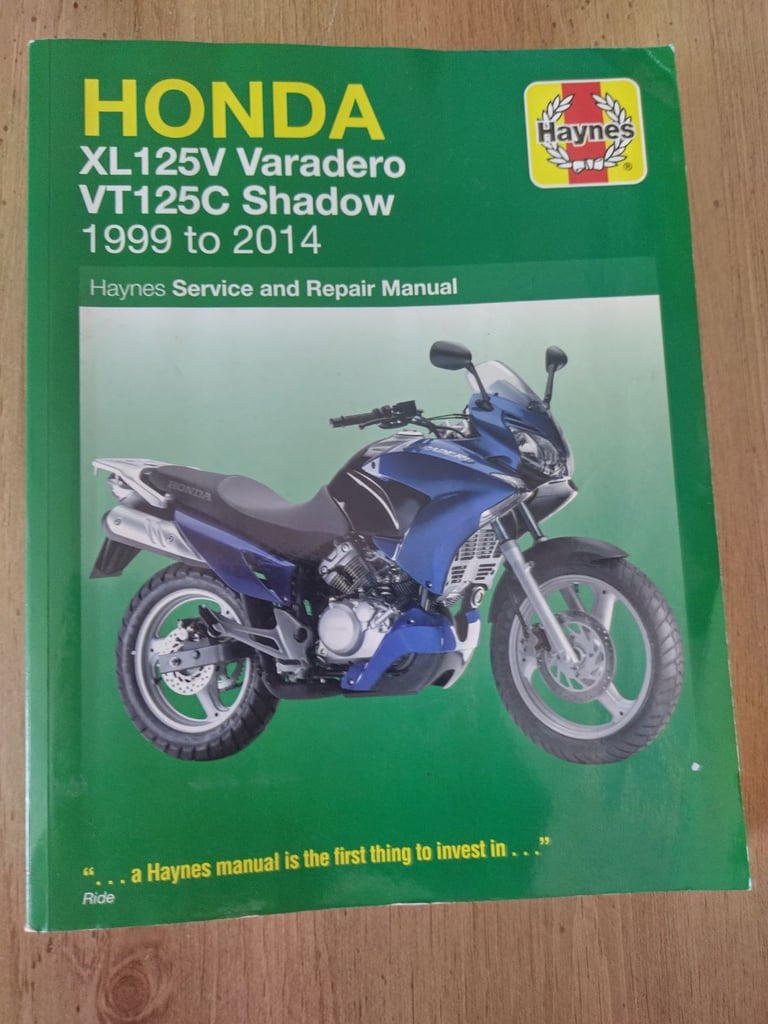 HONDA
XL125V Varadero
VT125C Shadow
1999 to 2014
Haynes
®
Haynes Service and Repair Manual
HONDA
“. . . a Haynes manual is the first thing to invest in . . .”
Ride